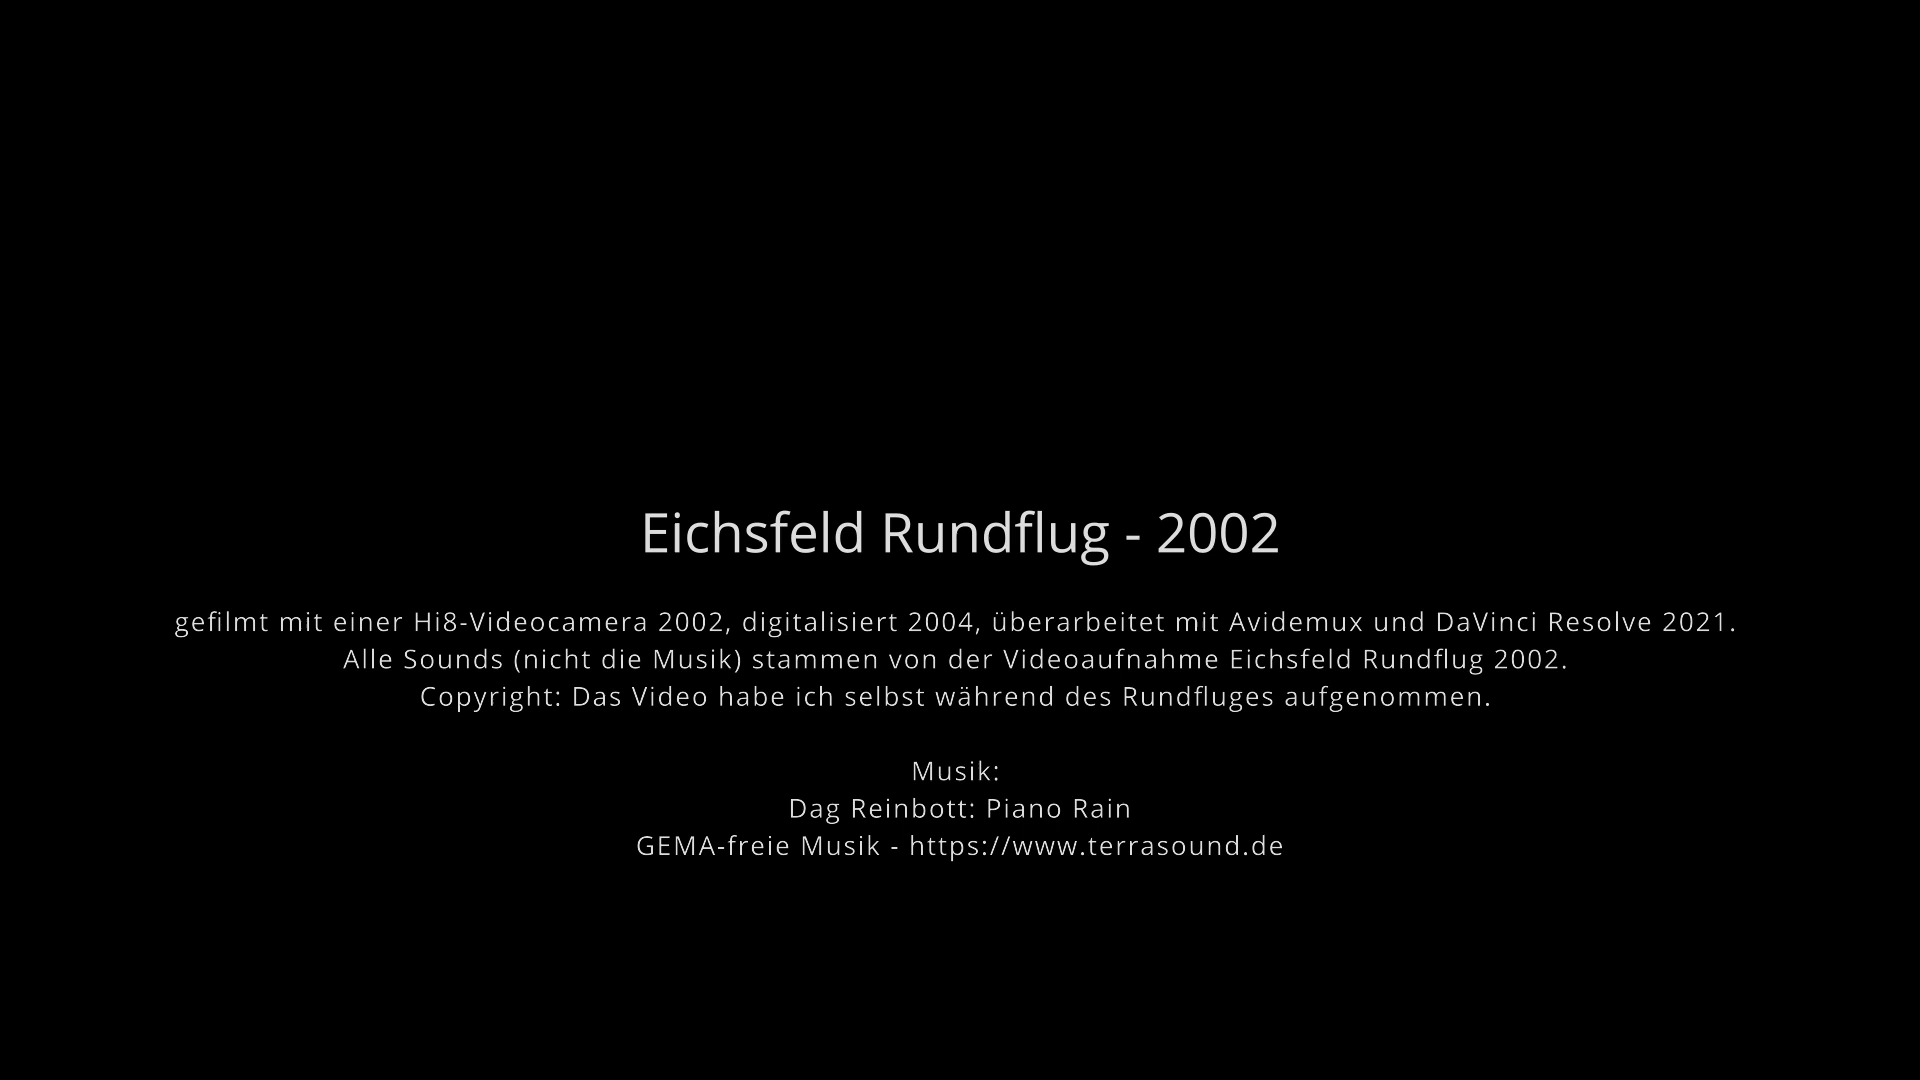 Eichsfeld Rundflug - 2002
gefilmt mit einer Hi8-Videocamera 2002, digitalisiert 2004, überarbeitet mit Avidemux und DaVinci Resolve 2021.
Alle Sounds (nicht die Musik) stammen von der Videoaufnahme Eichsfeld Rundflug 2002.
Copyright: Das Video habe ich selbst während des Rundfluges aufgenommen.
Musik:
Dag Reinbott: Piano Rain
GEMA-freie Musik - https://www.terrasound.de